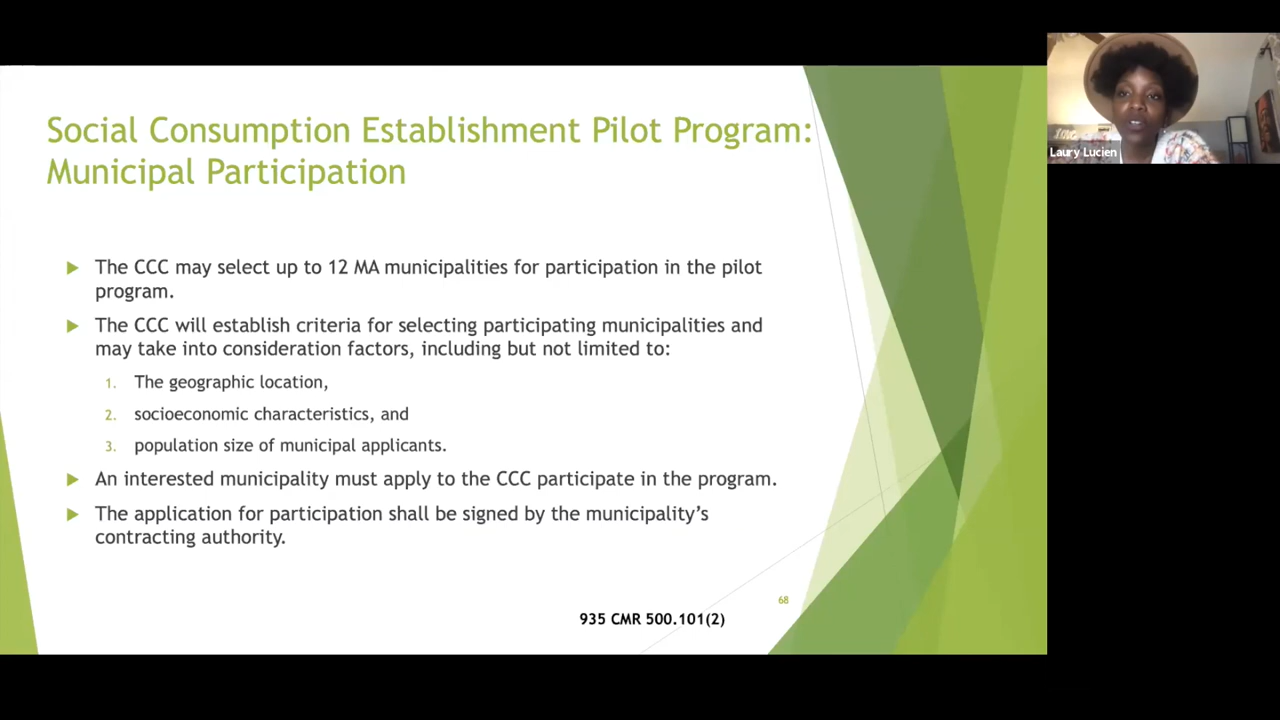 Social Consumption Establishment Pilot Program:
Municipal Participation
The CCC may select up to 12 MA municipalities for participation in the pilot
program.
The CCC will establish criteria for selecting participating municipalities and
may take into consideration factors, including but not limited to:
1. The geographic location,
2. socioeconomic characteristics, and
3. population size of municipal applicants.
An interested municipality must apply to the CCC participate in the program.
The application for participation shall be signed by the municipality's
contracting authority.
68
935 CMR 500.101(2)
Laury Lucien